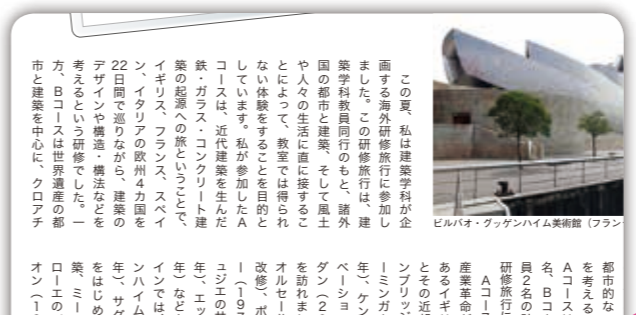 この夏、私は建築学科が企
画する海外研修旅行に参加し
ました。この研修旅行は、建
築学科教員同行のもと、諸外
国の都市と建築、そして風土
や人々の生活に直に接するこ
とによって、教室では得られ
ない体験をすることを目的と
しています。私が参加したA
コースは、近代建築を生んだ
鉄・ガラス・コンクリート建
築の起源への旅ということで、
イギリス、フランス、スペイ
ン、イタリアの欧州4カ国を
22日間で巡りながら、建築の
デザインや構造・構法などを
考えるという研修でした。一
方、Bコースは世界遺産の都
市と建築を中心に、クロアチ
ビルバオ・グッゲンハイム美術館（フラン
都市的な
を考える
Aコースは
名、Bコー
員2名の
研修旅行に
Aコース
産業革命が
あるイギリ
とその近郊
ンブリッジ
ーミンガ
年）、ケン
ベーショ
ダン（2
を訪れま
オルセー
改修）、ポ
ー（197
ュジエのサ
年）、エッ
年）など
インでは、
ンハイム
年）、サグ
をはじめ
築、ミー
ローエの
オン（1